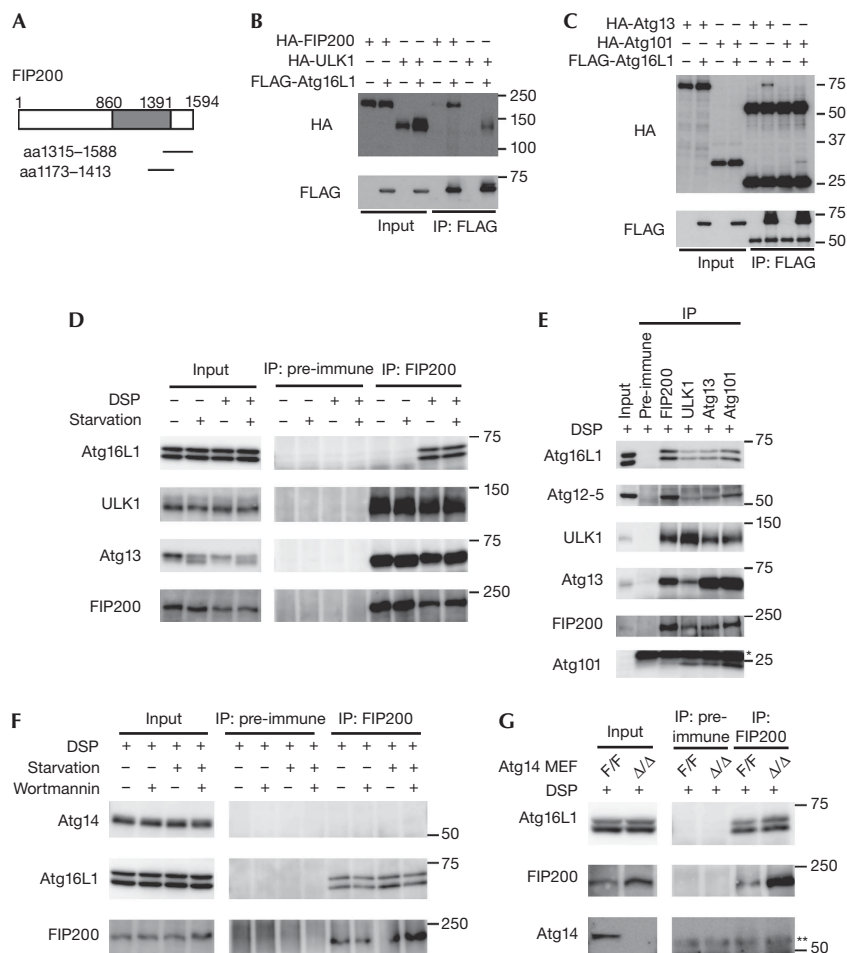 A
FIP200
1 860 1391 1594
aa1315–1588
aa1173–1413
B
HA-FIP200 + + – – + + – –
HA-ULK1 – – + + – – + +
FLAG-Atg16L1 – + – + – + – +
HA
250
150
100
FLAG
75
Input IP: FLAG
C
HA-Atg13 + + – – + + – –
HA-Atg101 – – + + – – + +
FLAG-Atg16L1 – + – + – + – +
HA
75
50
37
25
FLAG
75
50
Input IP: FLAG
D
Input IP: pre-immune IP: FIP200
DSP – – + + – – + + – – + +
Starvation – + – + – + – + – + – +
Atg16L1 75
ULK1 150
Atg13 75
FIP200 250
E
IP
Input Pre-immune FIP200 ULK1 Atg13 Atg101
DSP + + + + + +
Atg16L1 75
Atg12-5 50
ULK1 150
Atg13 75
FIP200 250
Atg101 * 25
F
Input IP: pre-immune IP: FIP200
DSP + + + + + + + + + + + +
Starvation – – + + – – + + – – + +
Wortmannin – + – + – + – + – + – +
Atg14 50
Atg16L1 75
FIP200 250
G
Input IP: pre-immune IP: FIP200
Atg14 MEF F/F Δ/Δ F/F Δ/Δ F/F Δ/Δ
DSP + + + + + +
Atg16L1 75
FIP200 250
Atg14 ** 50